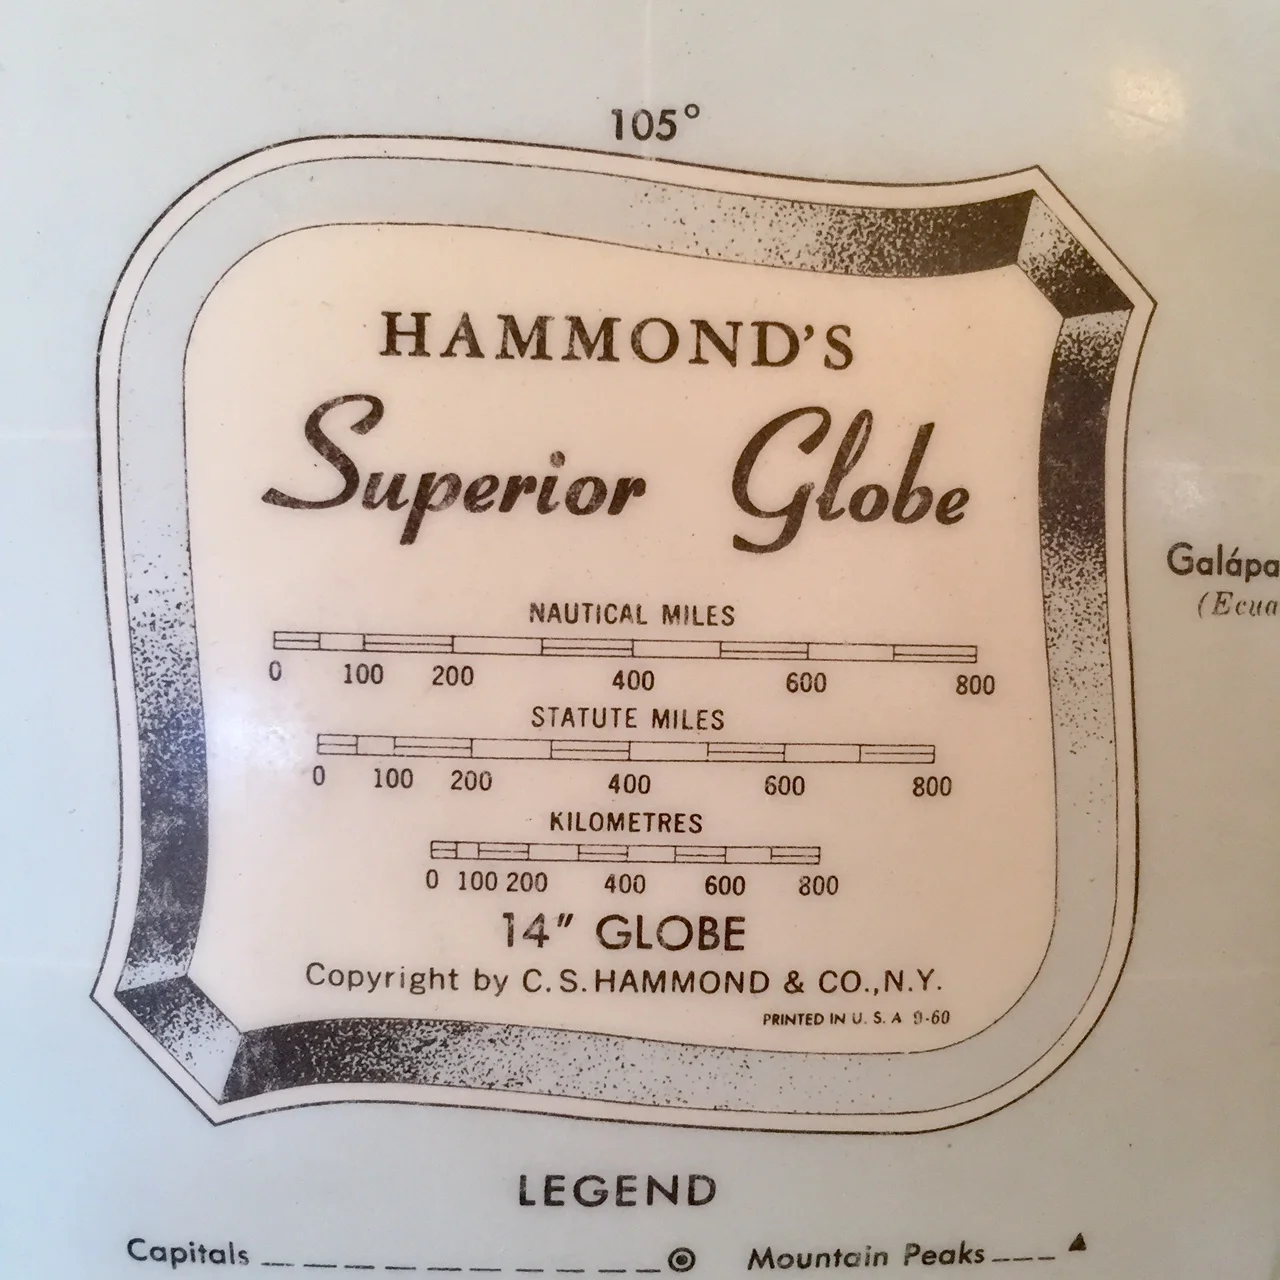 105°
HAMMOND'S
Superior Globe
NAUTICAL MILES
0 100 200 400 600 800
STATUTE MILES
0 100 200 400 600 800
KILOMETRES
0 100 200 400 600 800
14" GLOBE
Copyright by C. S. HAMMOND & CO., N.Y.
PRINTED IN U. S. A 9-60
Galápa
(Ecua
LEGEND
Capitals Mountain Peaks